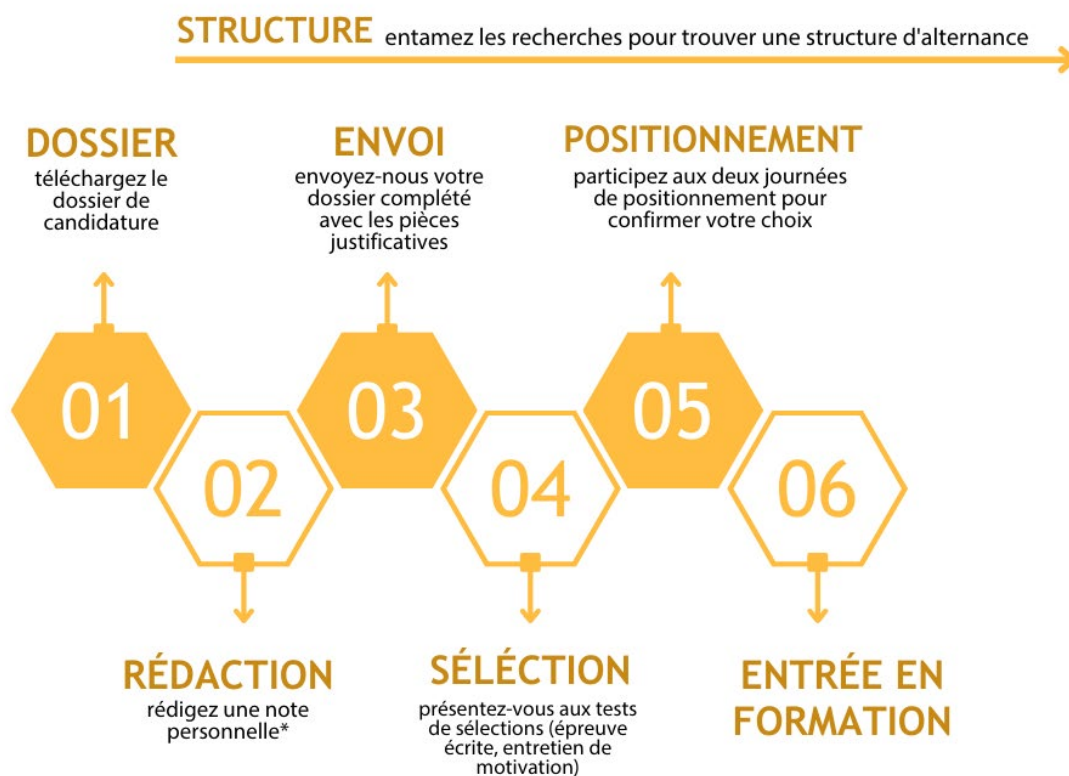 STRUCTURE entamez les recherches pour trouver une structure d'alternance
DOSSIER
téléchargez le
dossier de
candidature
ENVOI
envoyez-nous votre
dossier complété
avec les pièces
justificatives
POSITIONNEMENT
participez aux deux journées
de positionnement pour
confirmer votre choix
01
02
03
04
05
06
RÉDACTION
rédigez une note
personnelle*
SÉLÉCTION
présentez-vous aux tests
de sélections (épreuve
écrite, entretien de
motivation)
ENTRÉE EN
FORMATION